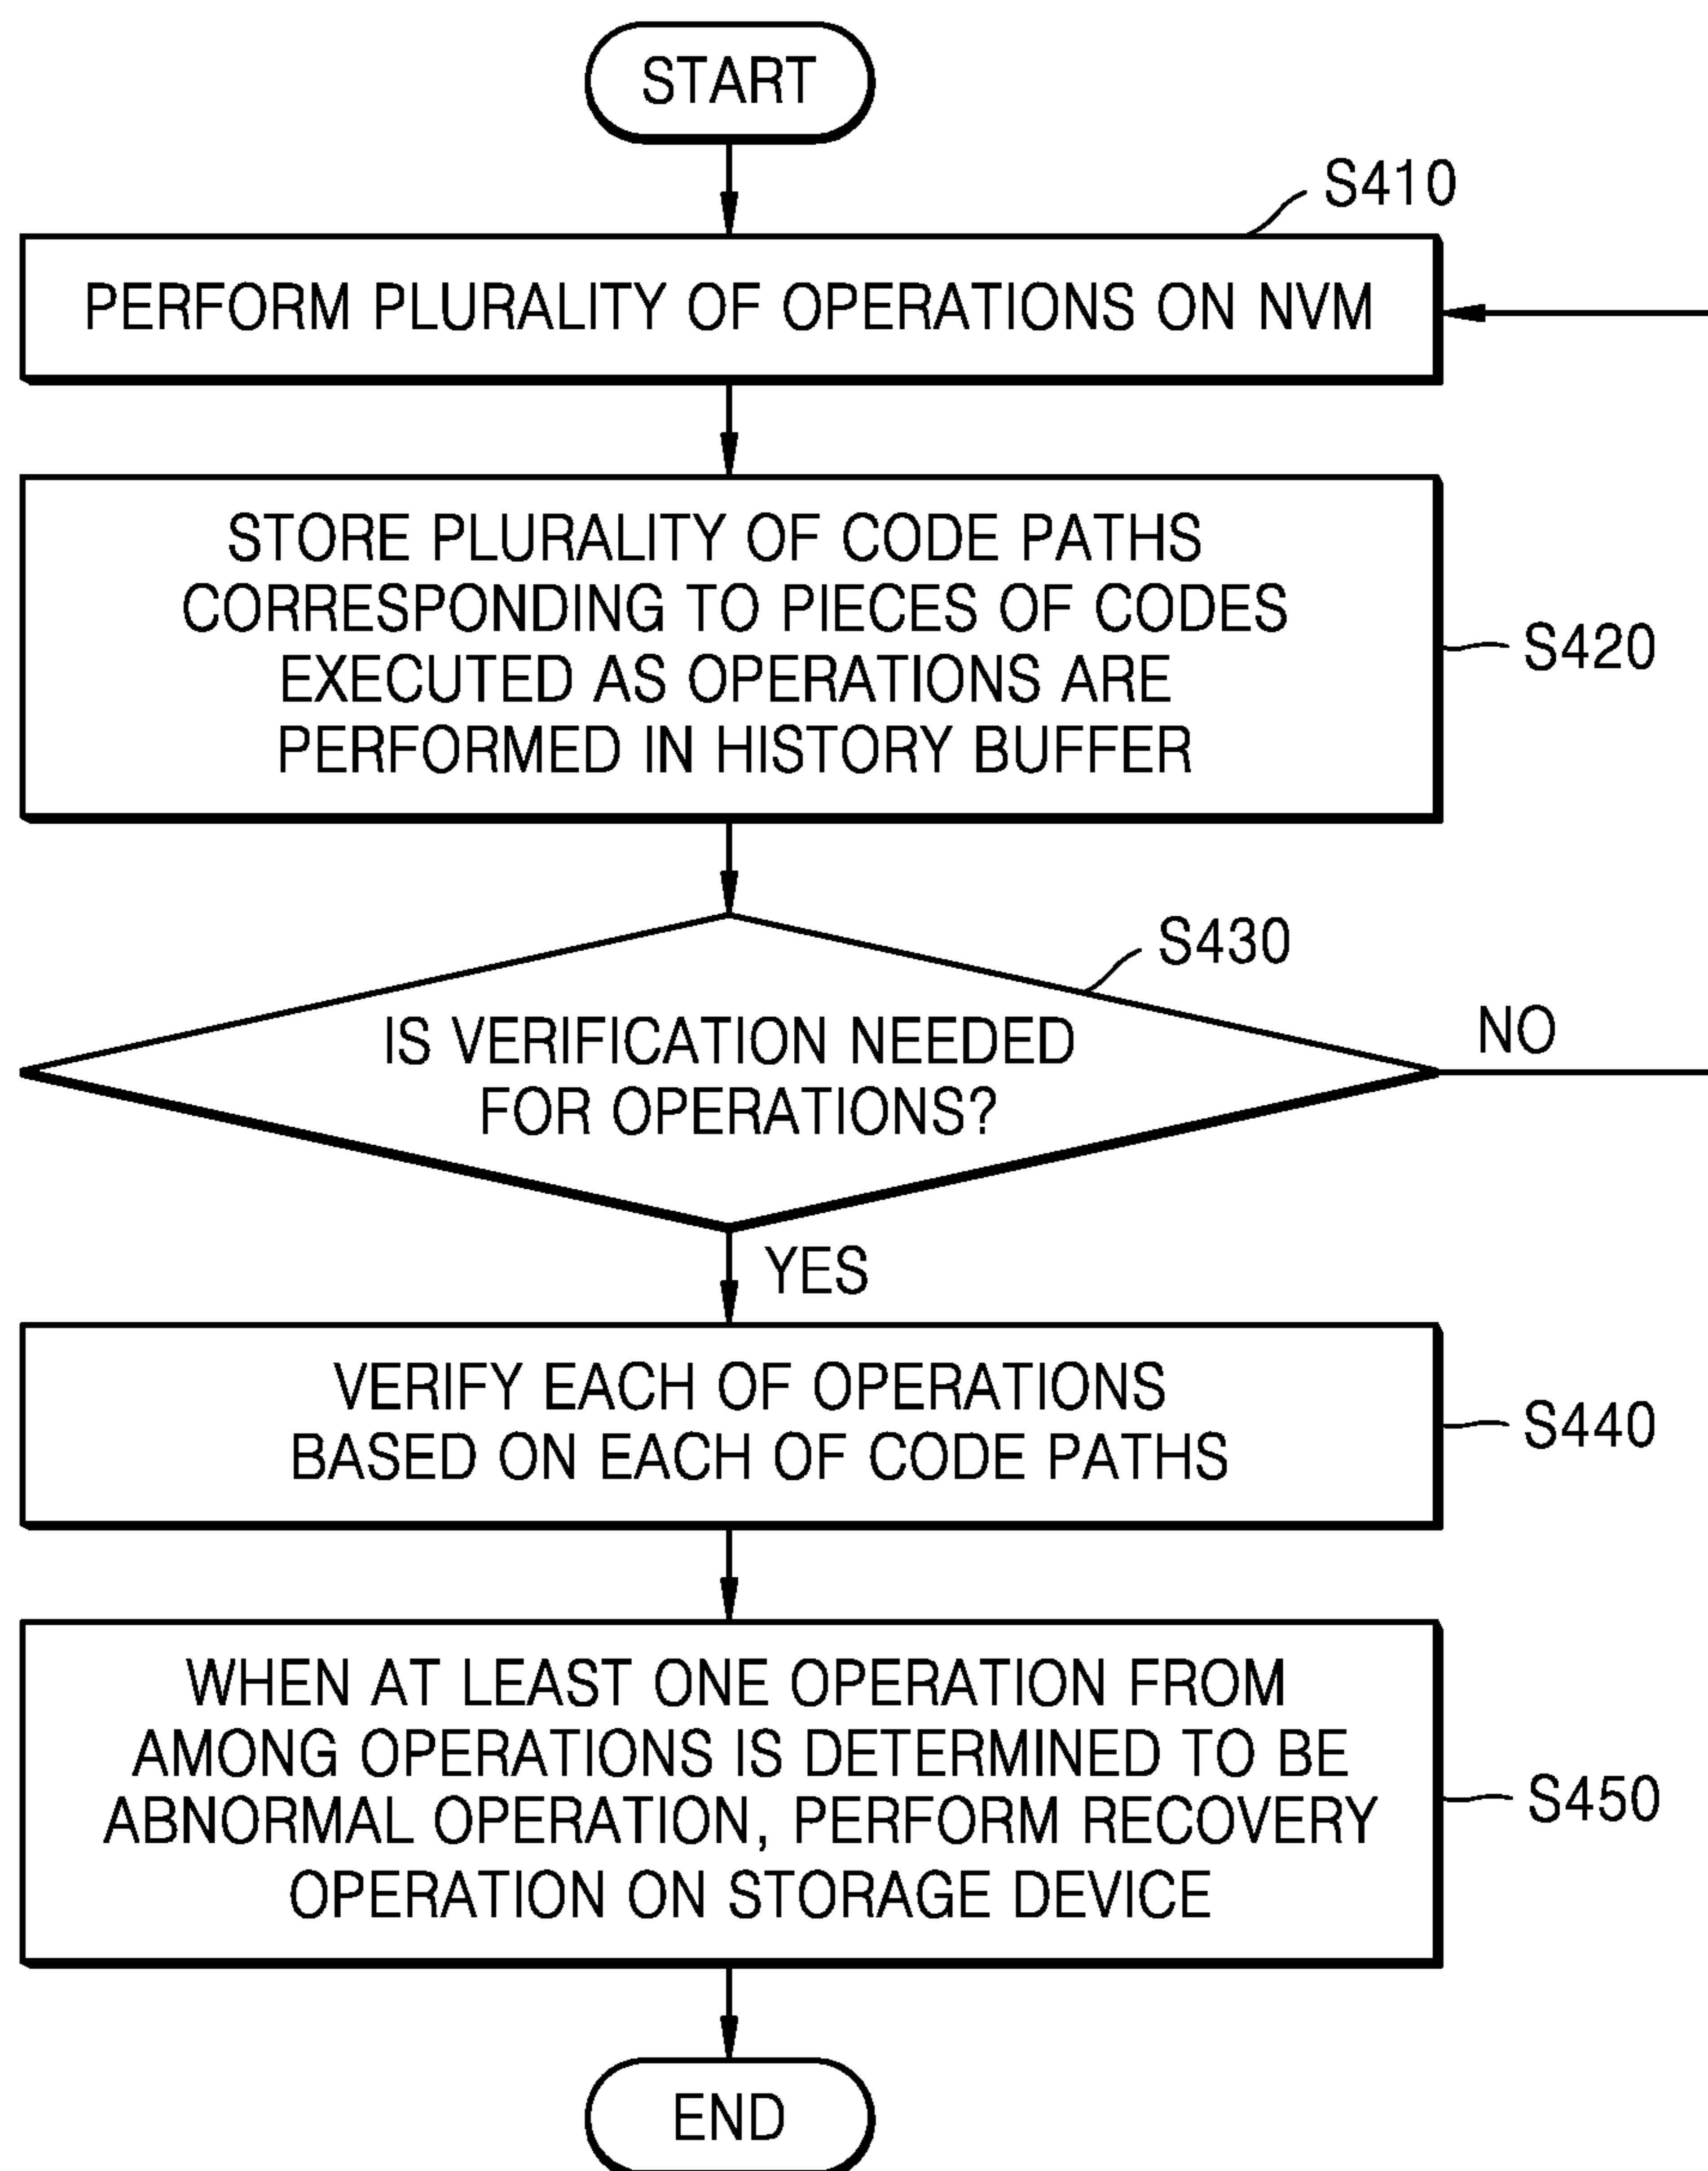 START
S410
PERFORM PLURALITY OF OPERATIONS ON NVM
STORE PLURALITY OF CODE PATHS
CORRESPONDING TO PIECES OF CODES
EXECUTED AS OPERATIONS ARE
PERFORMED IN HISTORY BUFFER
S420
S430
IS VERIFICATION NEEDED
FOR OPERATIONS?
NO
YES
VERIFY EACH OF OPERATIONS
BASED ON EACH OF CODE PATHS
S440
WHEN AT LEAST ONE OPERATION FROM
AMONG OPERATIONS IS DETERMINED TO BE
ABNORMAL OPERATION, PERFORM RECOVERY
OPERATION ON STORAGE DEVICE
S450
END